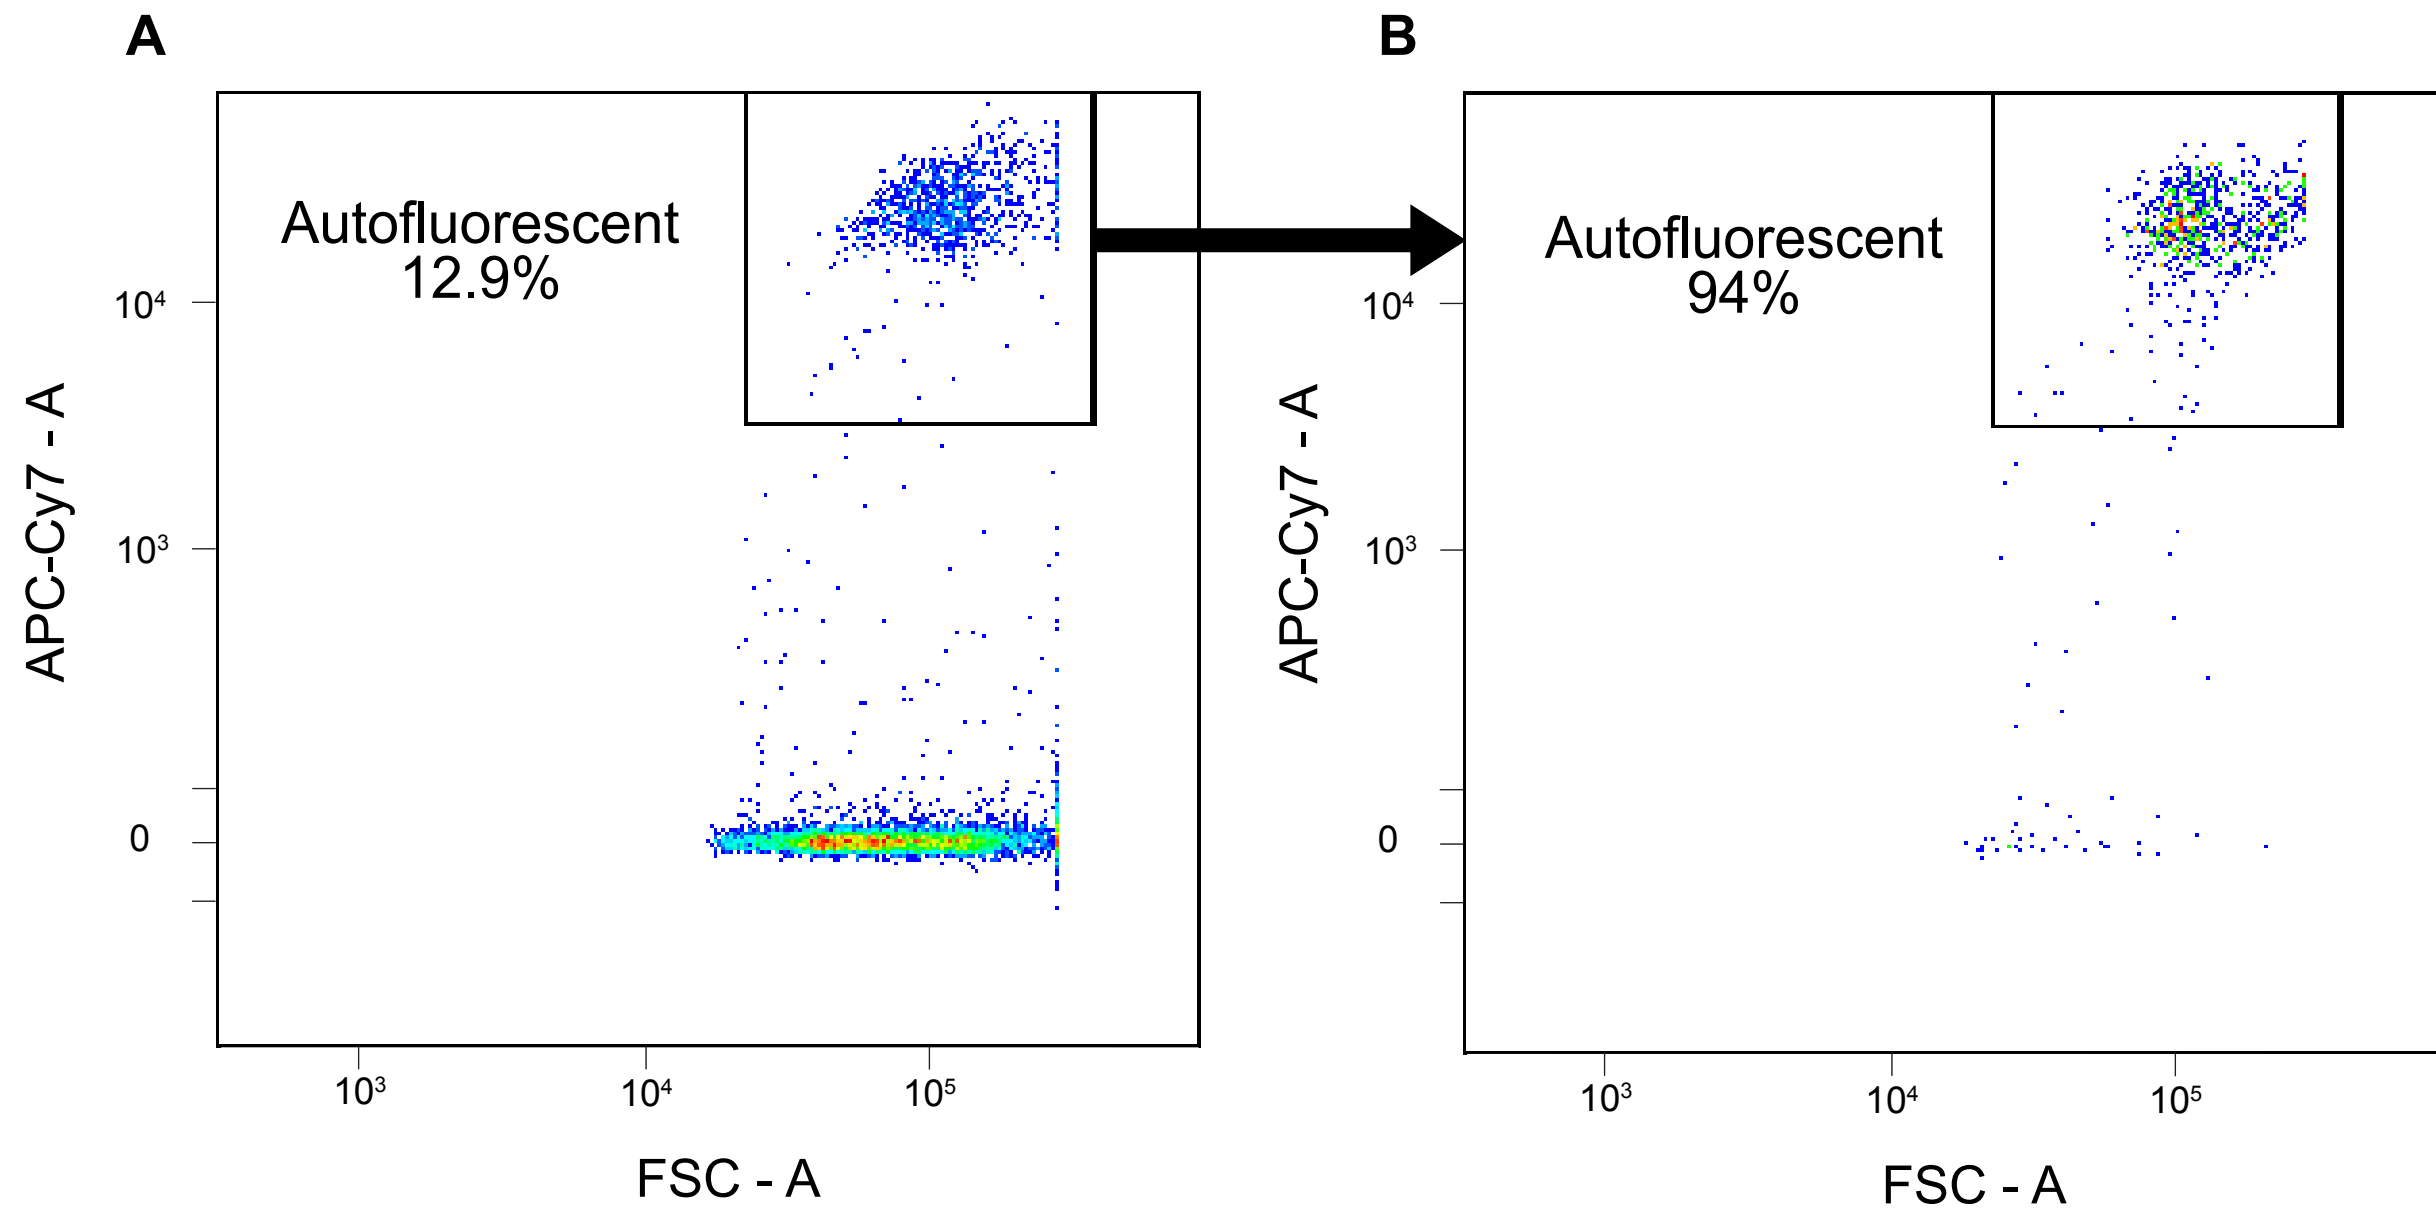 A
Autofluorescent
12.9%
10⁴
10³
0
APC-Cy7 - A
10³
10⁴
10⁵
FSC - A
B
Autofluorescent
94%
10⁴
10³
0
APC-Cy7 - A
10³
10⁴
10⁵
FSC - A